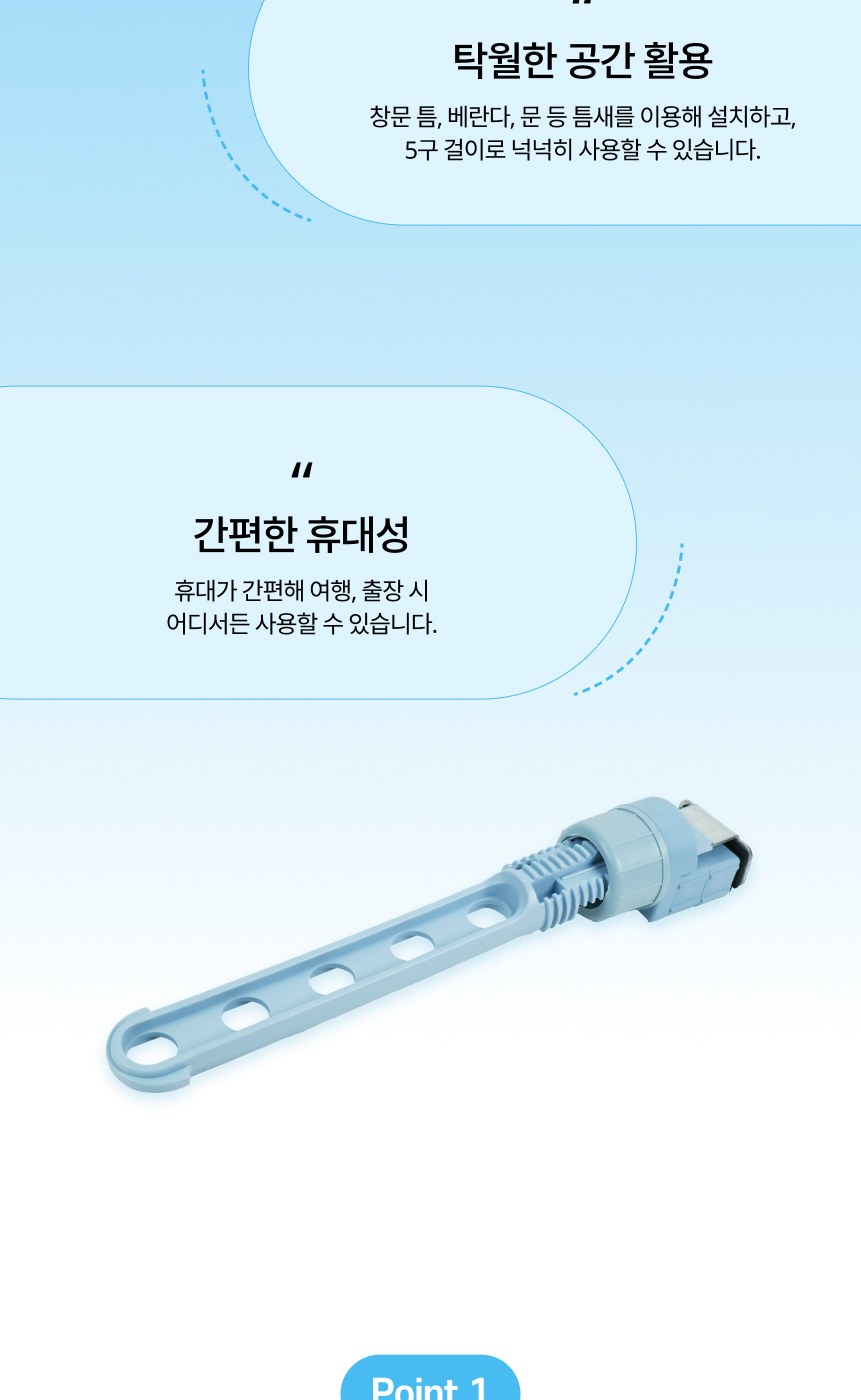 탁월한 공간 활용
창문 틈, 베란다, 문 등 틈새를 이용해 설치하고,
5구 걸이로 넉넉히 사용할 수 있습니다.
“
간편한 휴대성
휴대가 간편해 여행, 출장 시
어디서든 사용할 수 있습니다.
Point 1